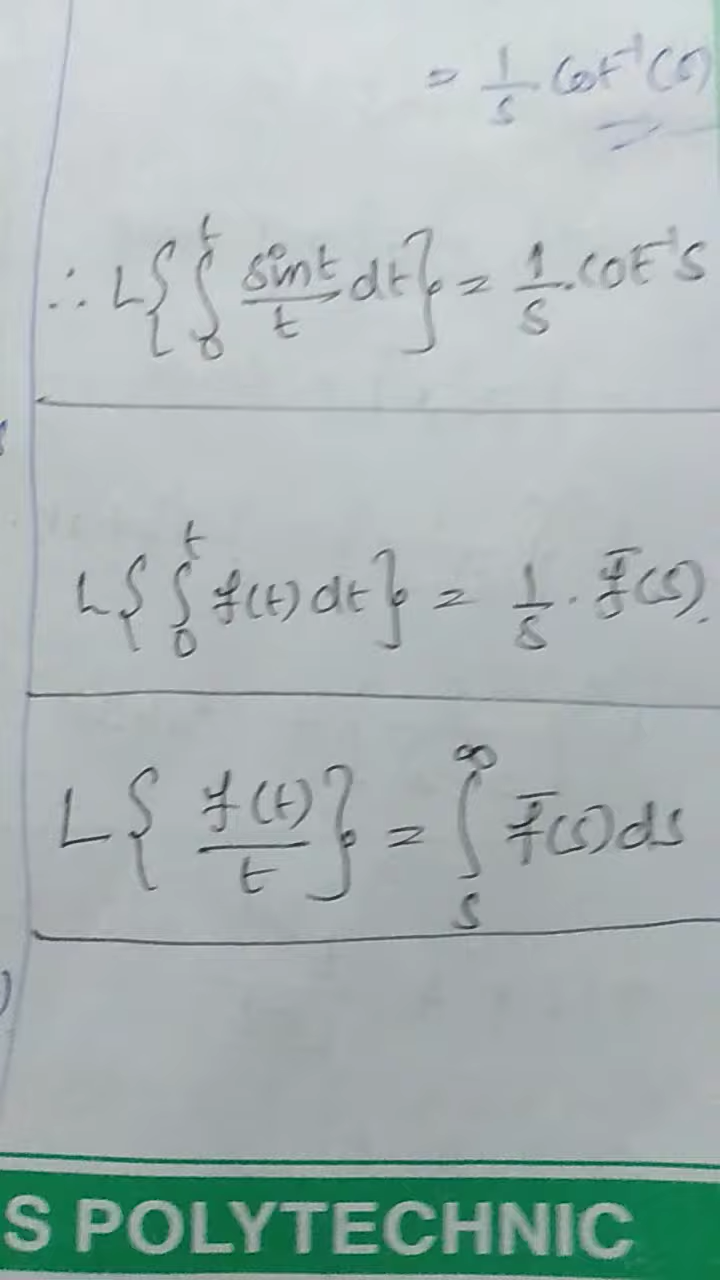 = 1/s cot⁻¹(s)
∴ L{∫₀ᵗ sint/t dt} = 1/s . cot⁻¹s
L{∫₀ᵗ f(t) dt} = 1/s . f̄(s).
L{f(t)/t} = ∫ₛ^∞ f̄(s) ds
S POLYTECHNIC